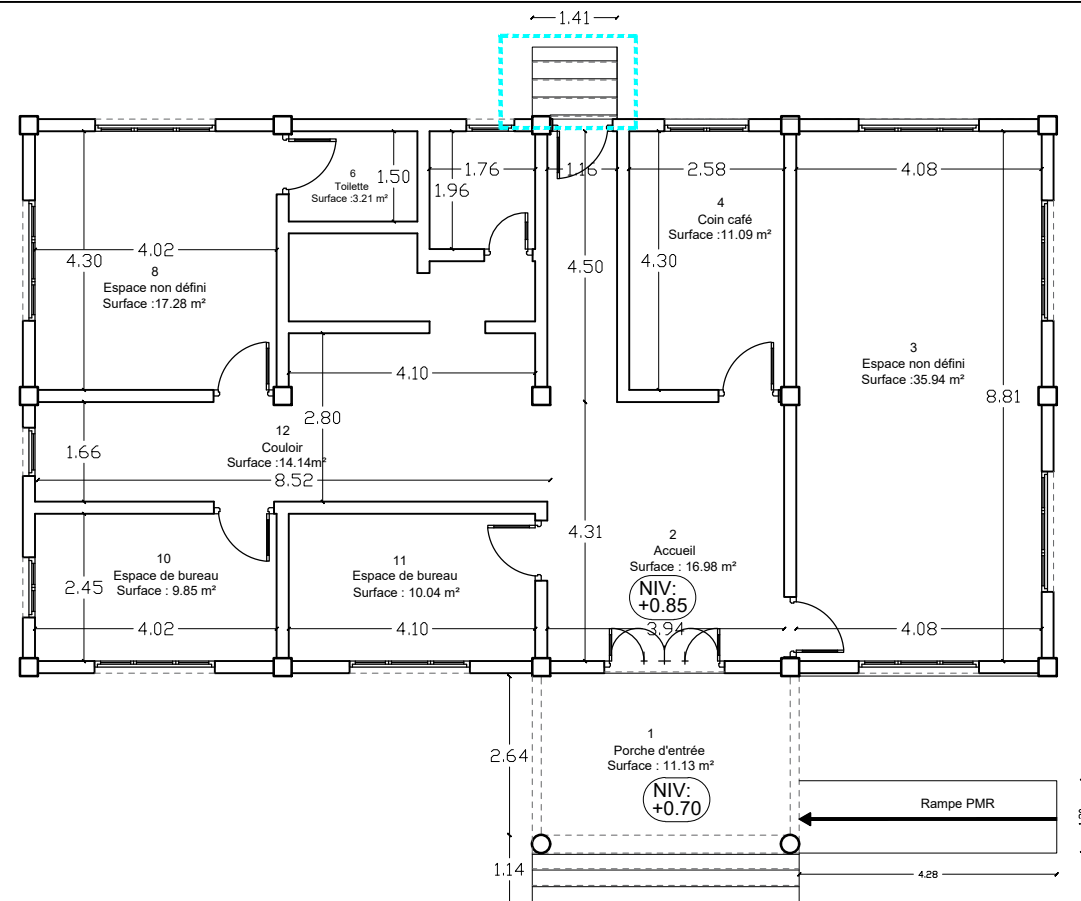 1.41
6
Toilette
Surface :3.21 m²
1.50
1.76
1.96
1.16
2.58
4.08
4
Coin café
Surface :11.09 m²
4.02
4.30
8
Espace non défini
Surface :17.28 m²
4.50
4.30
3
Espace non défini
Surface :35.94 m²
8.81
4.10
2.80
12
Couloir
Surface :14.14m²
1.66
8.52
4.31
2
Accueil
Surface : 16.98 m²
NIV:
+0.85
10
Espace de bureau
Surface : 9.85 m²
2.45
11
Espace de bureau
Surface : 10.04 m²
4.02
4.10
3.94
4.08
2.64
1
Porche d'entrée
Surface : 11.13 m²
NIV:
+0.70
Rampe PMR
1.14
4.28